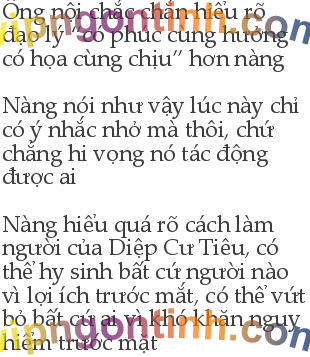 Ông nội chắc chắn hiểu rõ
đạo lý “có phúc cùng hưởng
có họa cùng chịu” hơn nàng
Nàng nói như vậy lúc này chỉ
có ý nhắc nhở mà thôi, chứ
chẳng hi vọng nó tác động
được ai
Nàng hiểu quá rõ cách làm
người của Diệp Cư Tiêu, có
thể hy sinh bất cứ người nào
vì lợi ích trước mắt, có thể vứt
bỏ bất cứ ai vì khó khăn nguy
hiểm trước mặt